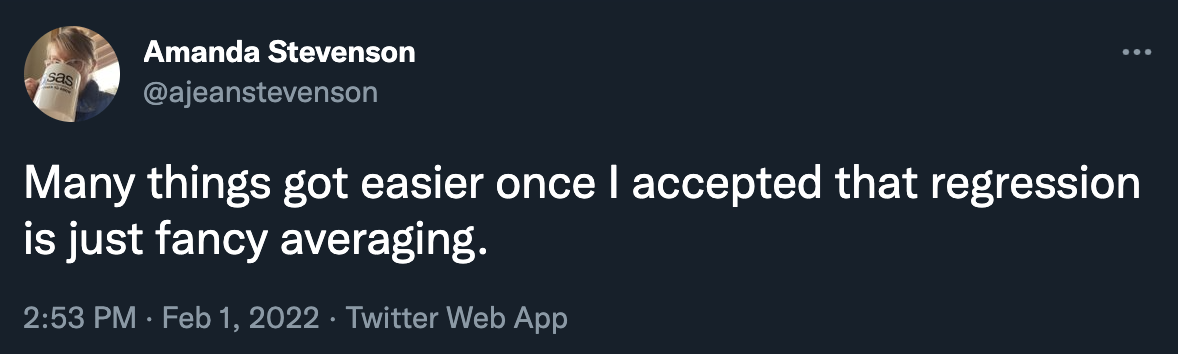 Amanda Stevenson
@ajeanstevenson
sas
Many things got easier once I accepted that regression
is just fancy averaging.
2:53 PM · Feb 1, 2022 · Twitter Web App